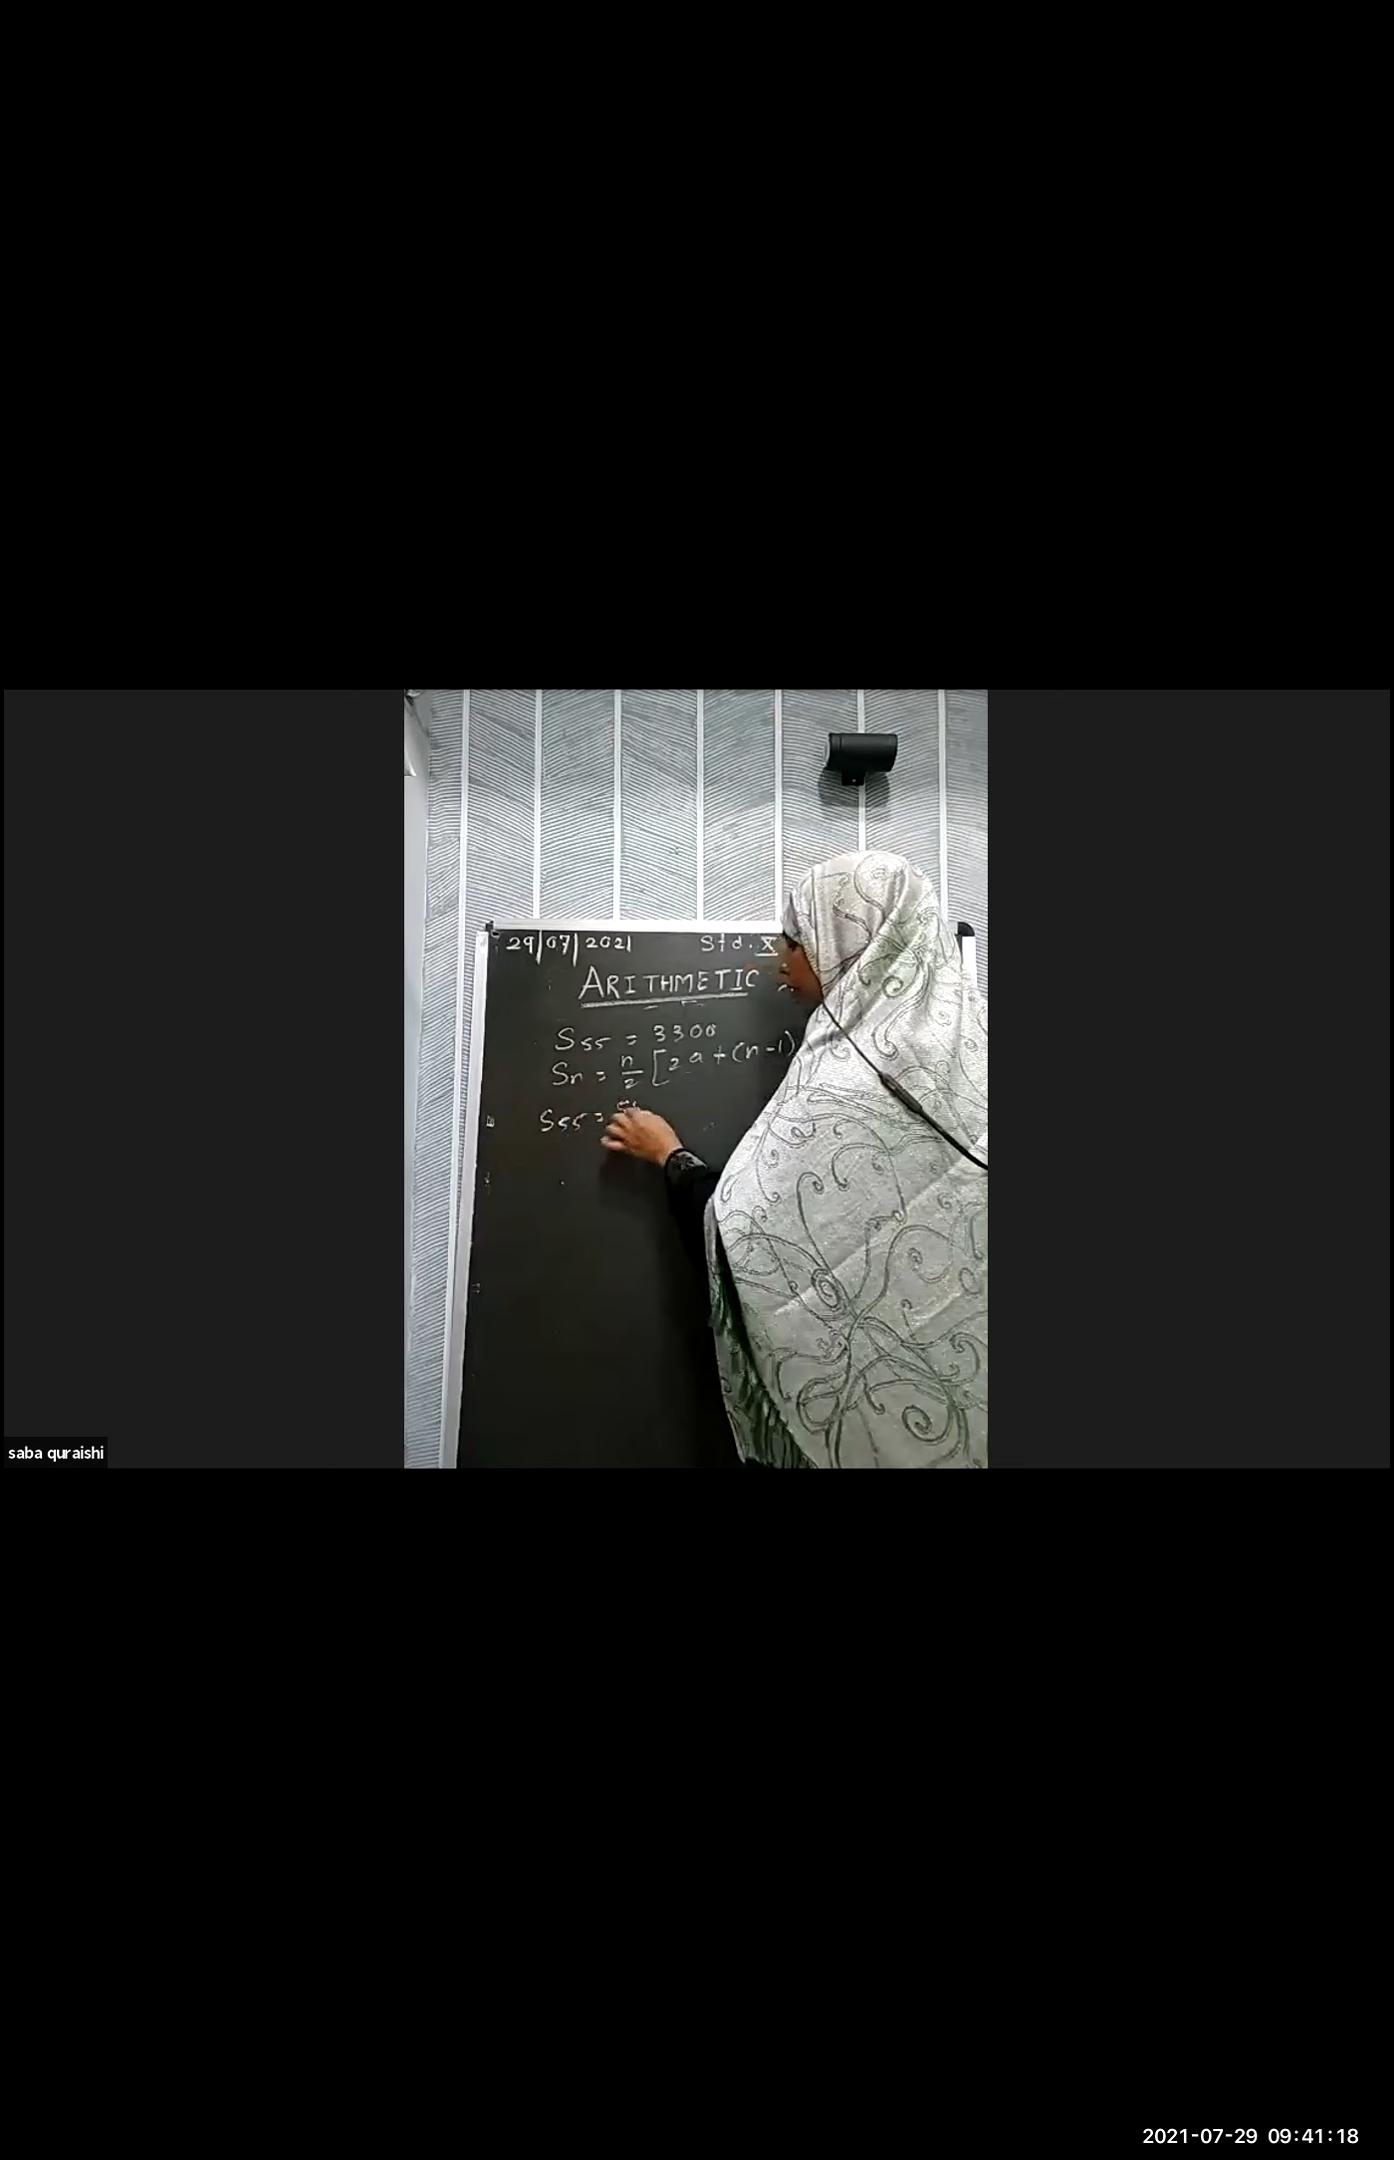 29/07/2021 Std. X
ARITHMETIC
S55 = 3300
Sn = n/2 [2a + (n-1)
S55 =
saba quraishi
2021-07-29 09:41:18